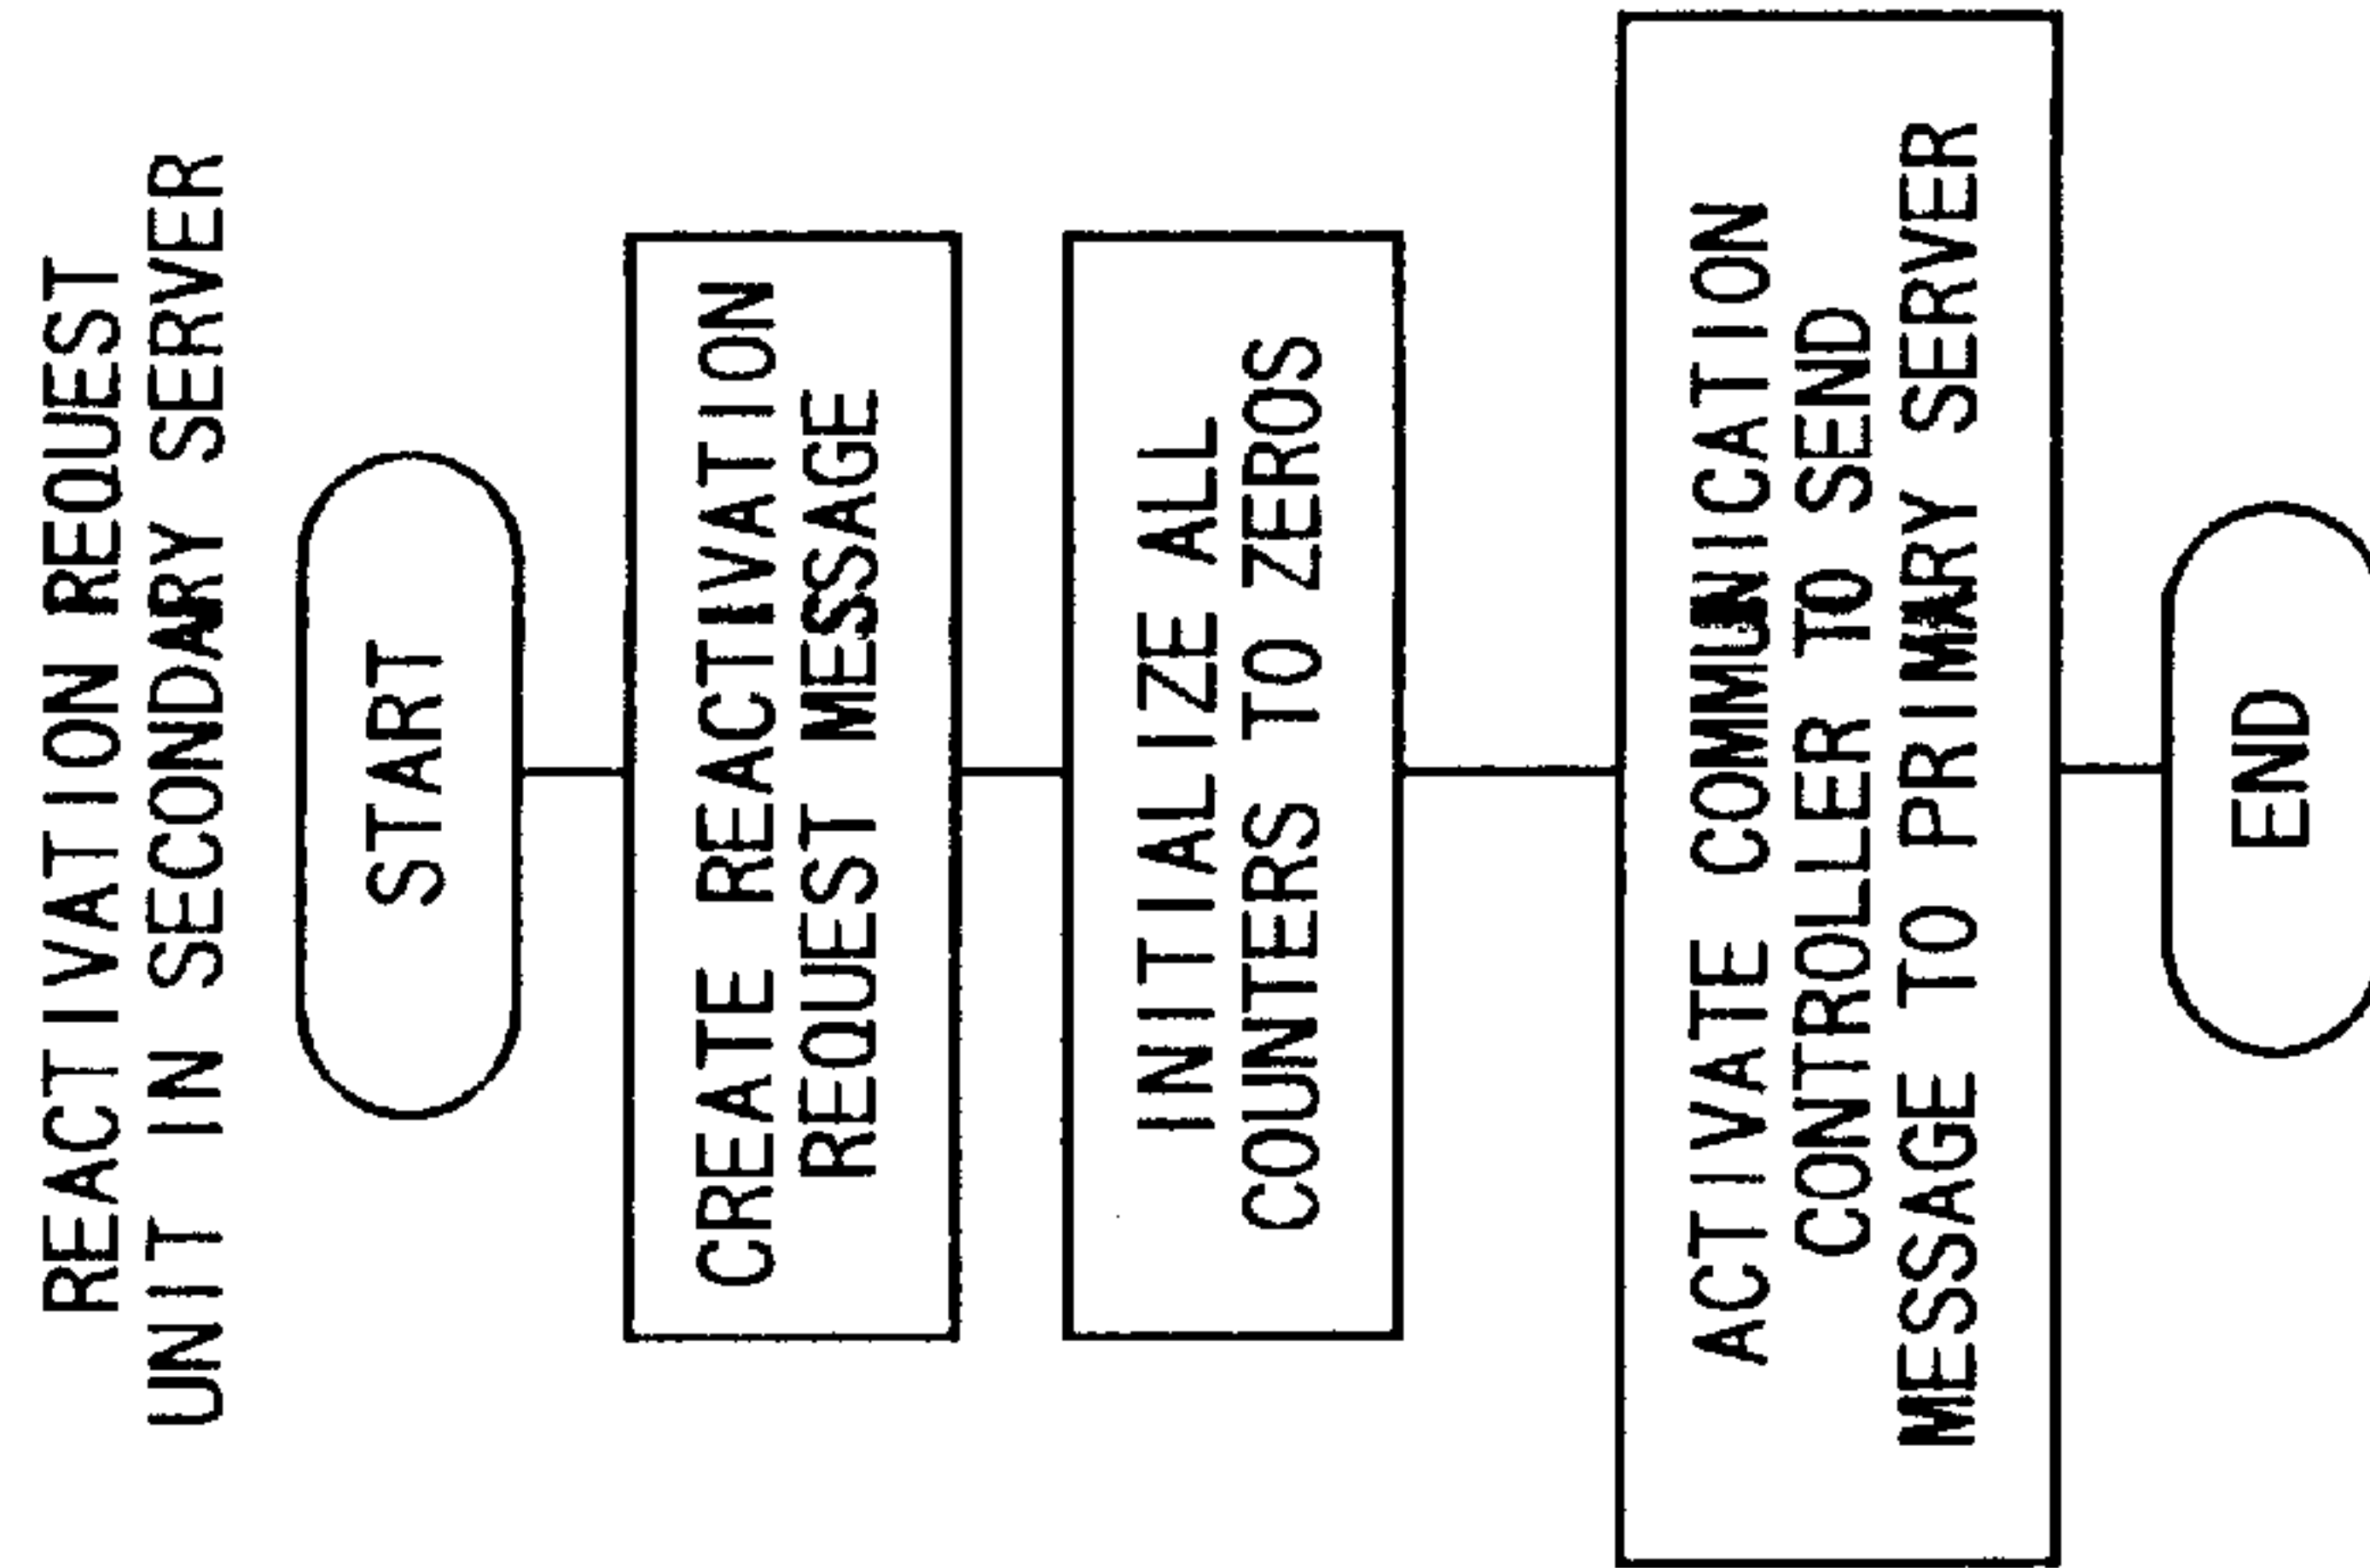 REACTIVATION REQUEST
UNIT IN SECONDARY SERVER
START
CREATE REACTIVATION
REQUEST MESSAGE
INITIALIZE ALL
COUNTERS TO ZEROS
ACTIVATE COMMUNICATION
CONTROLLER TO SEND
MESSAGE TO PRIMARY SERVER
END